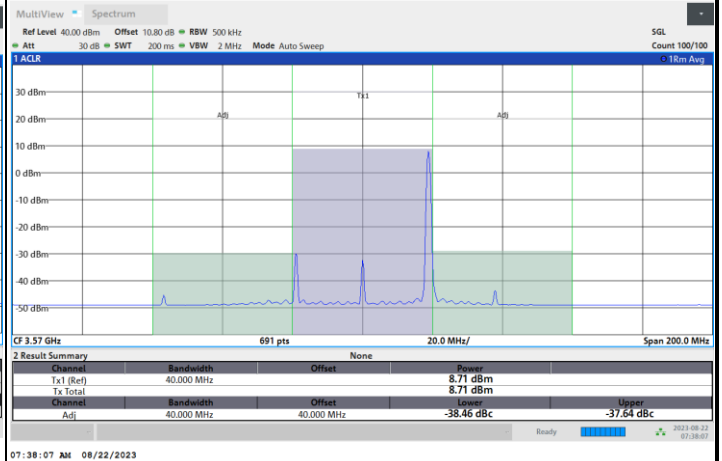 MultiView Spectrum
Ref Level 40.00 dBm Offset 10.80 dB RBW 500 kHz SGL
Att 30 dB SWT 200 ms VBW 2 MHz Mode Auto Sweep Count 100/100
1 ACLR 1Rm Avg
30 dBm
Tx1
20 dBm Adj Adj
10 dBm
0 dBm
-10 dBm
-20 dBm
-30 dBm
-40 dBm
-50 dBm
CF 3.57 GHz 691 pts 20.0 MHz/ Span 200.0 MHz
2 Result Summary None
Channel Bandwidth Offset Power
Tx1 (Ref) 40.000 MHz 8.71 dBm
Tx Total 8.71 dBm
Channel Bandwidth Offset Lower Upper
Adj 40.000 MHz 40.000 MHz -38.46 dBc -37.64 dBc
Ready 2023-08-22
07:38:07
07:38:07 AM 08/22/2023